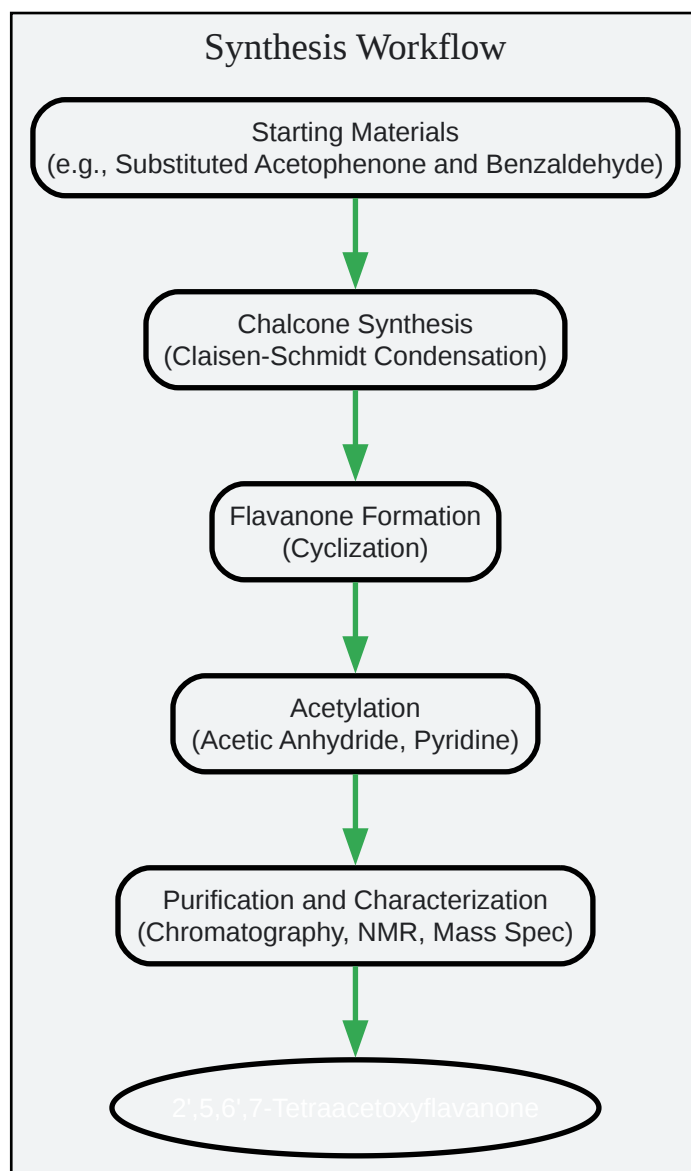 Synthesis Workflow
Starting Materials
(e.g., Substituted Acetophenone and Benzaldehyde)
Chalcone Synthesis
(Claisen-Schmidt Condensation)
Flavanone Formation
(Cyclization)
Acetylation
(Acetic Anhydride, Pyridine)
Purification and Characterization
(Chromatography, NMR, Mass Spec)
2',5,6',7-Tetraacetoxyflavanone